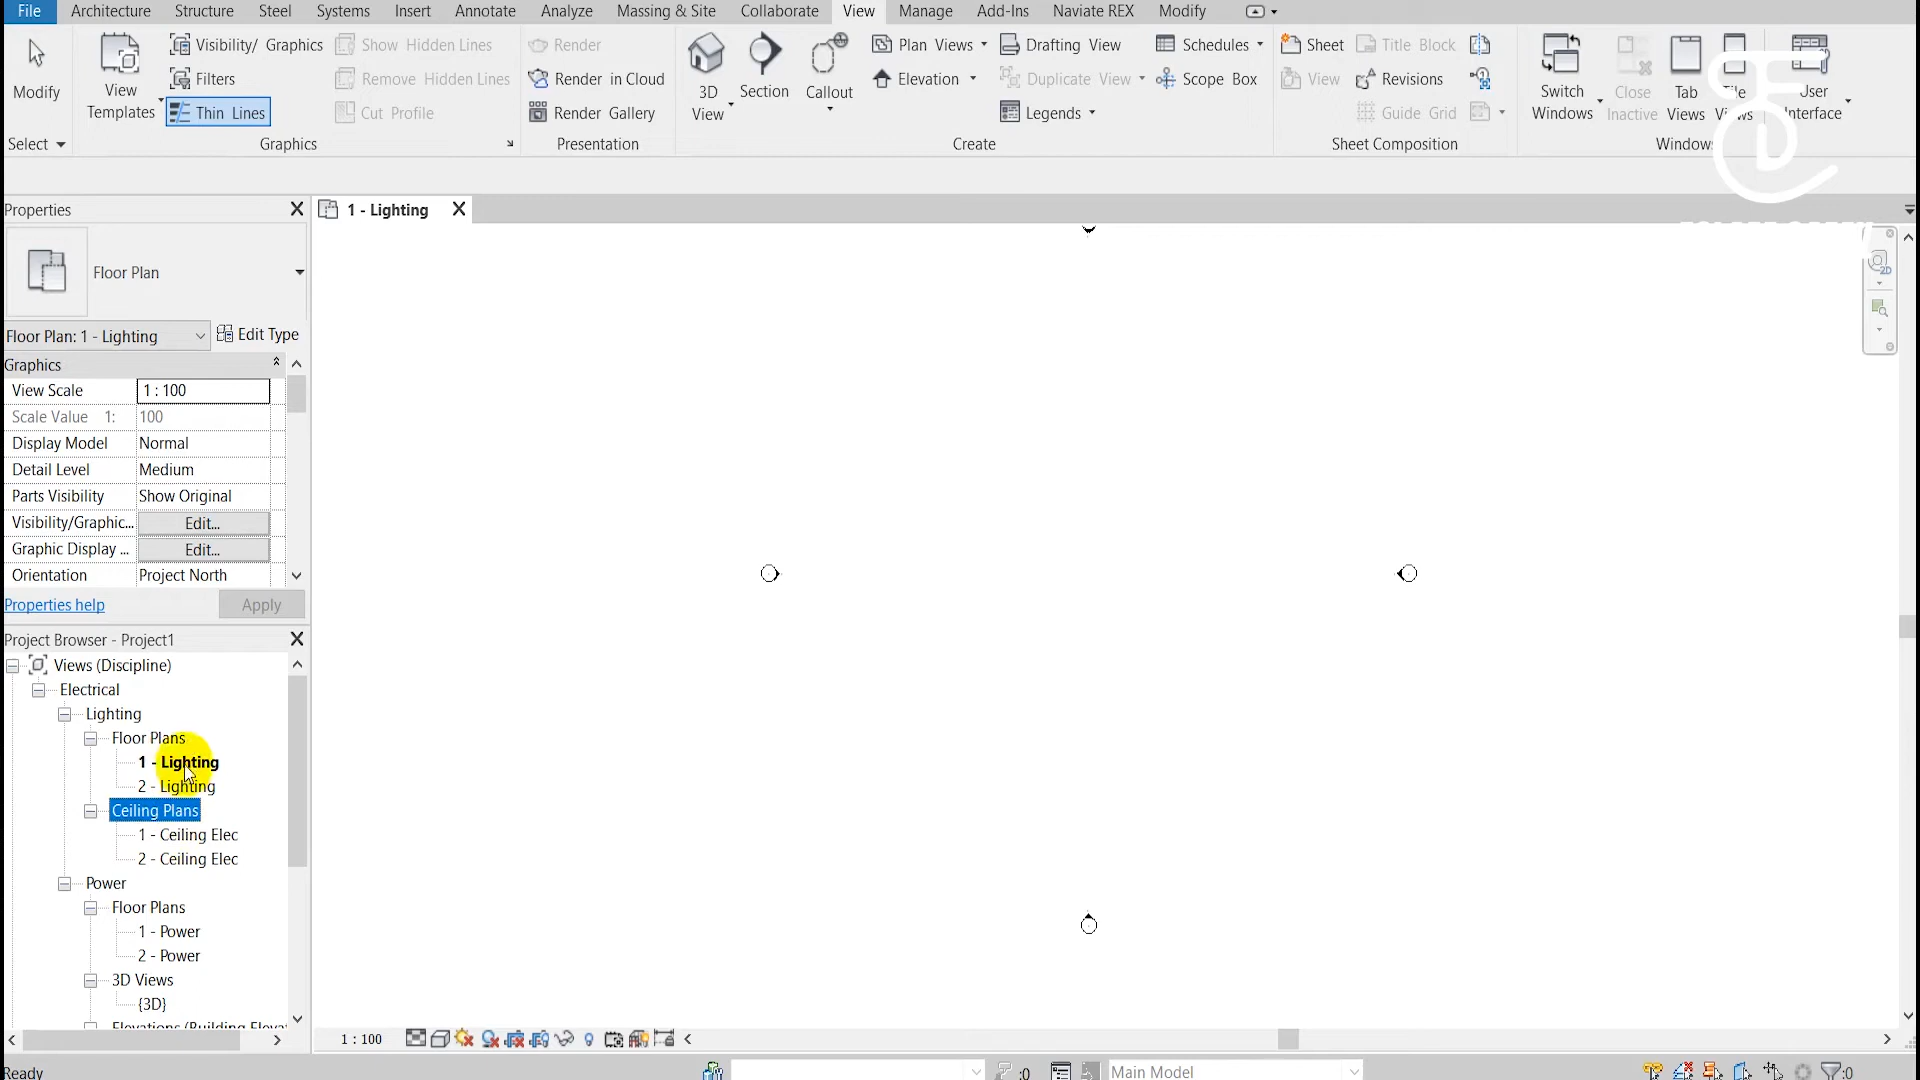 File Architecture Structure Steel Systems Insert Annotate Analyze Massing & Site Collaborate View Manage Add-Ins Naviate REX Modify
Modify
Select
View Templates
Visibility/ Graphics
Filters
Thin Lines
Show Hidden Lines
Remove Hidden Lines
Cut Profile
Graphics
Render
Render in Cloud
Render Gallery
Presentation
3D View
Section
Callout
Plan Views
Elevation
Drafting View
Duplicate View
Legends
Schedules
Scope Box
Create
Sheet
View
Title Block
Revisions
Guide Grid
Sheet Composition
Switch Windows
Close Inactive
Tab Views
Tile Views
User Interface
Windows
Properties
1 - Lighting
Floor Plan
Floor Plan: 1 - Lighting
Edit Type
Graphics
View Scale 1 : 100
Scale Value 1: 100
Display Model Normal
Detail Level Medium
Parts Visibility Show Original
Visibility/Graphic... Edit...
Graphic Display ... Edit...
Orientation Project North
Properties help Apply
Project Browser - Project1
Views (Discipline)
Electrical
Lighting
Floor Plans
1 - Lighting
2 - Lighting
Ceiling Plans
1 - Ceiling Elec
2 - Ceiling Elec
Power
Floor Plans
1 - Power
2 - Power
3D Views
{3D}
2D
1 : 100
Ready
:0
Main Model
:0